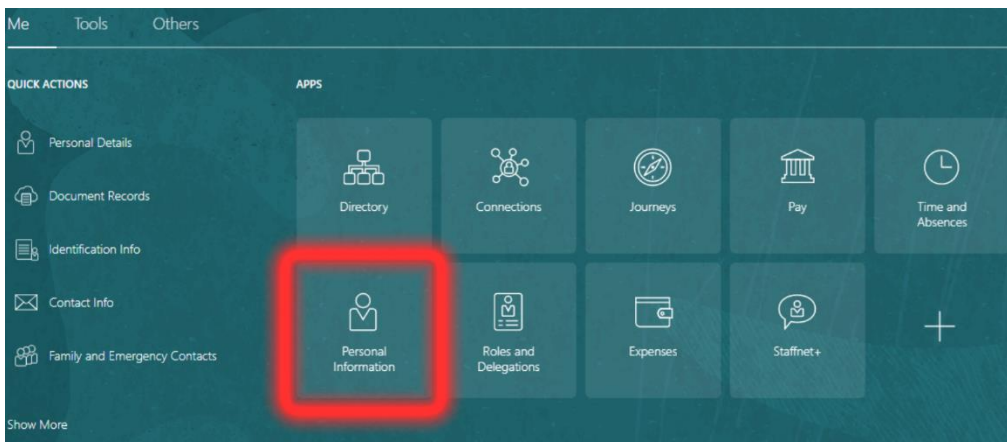 Me Tools Others
QUICK ACTIONS
Personal Details
Document Records
Identification Info
Contact Info
Family and Emergency Contacts
Show More
APPS
Directory
Connections
Journeys
Pay
Time and
Absences
Personal
Information
Roles and
Delegations
Expenses
Staffnet+